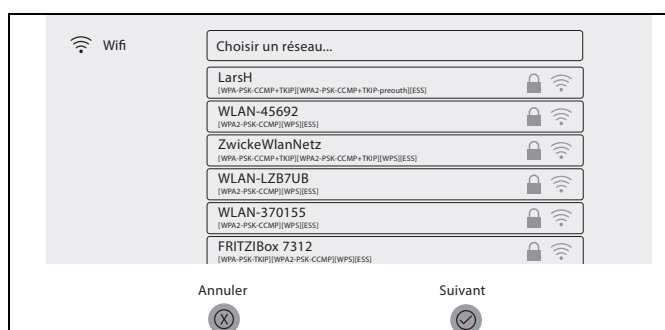 Wifi
Choisir un réseau...
LarsH
[WPA-PSK-CCMP+TKIP][WPA2-PSK-CCMP+TKIP-preouth][ESS]
WLAN-45692
[WPA2-PSK-CCMP][WPS][ESS]
ZwickeWlanNetz
[WPA-PSK-CCMP+TKIP][WPA2-PSK-CCMP+TKIP][WPS][ESS]
WLAN-LZB7UB
[WPA2-PSK-CCMP][WPS][ESS]
WLAN-370155
[WPA2-PSK-CCMP][WPS][ESS]
FRITZIBox 7312
[WPA-PSK-TKIP][WPA2-PSK-CCMP][WPS][ESS]
Annuler Suivant
X